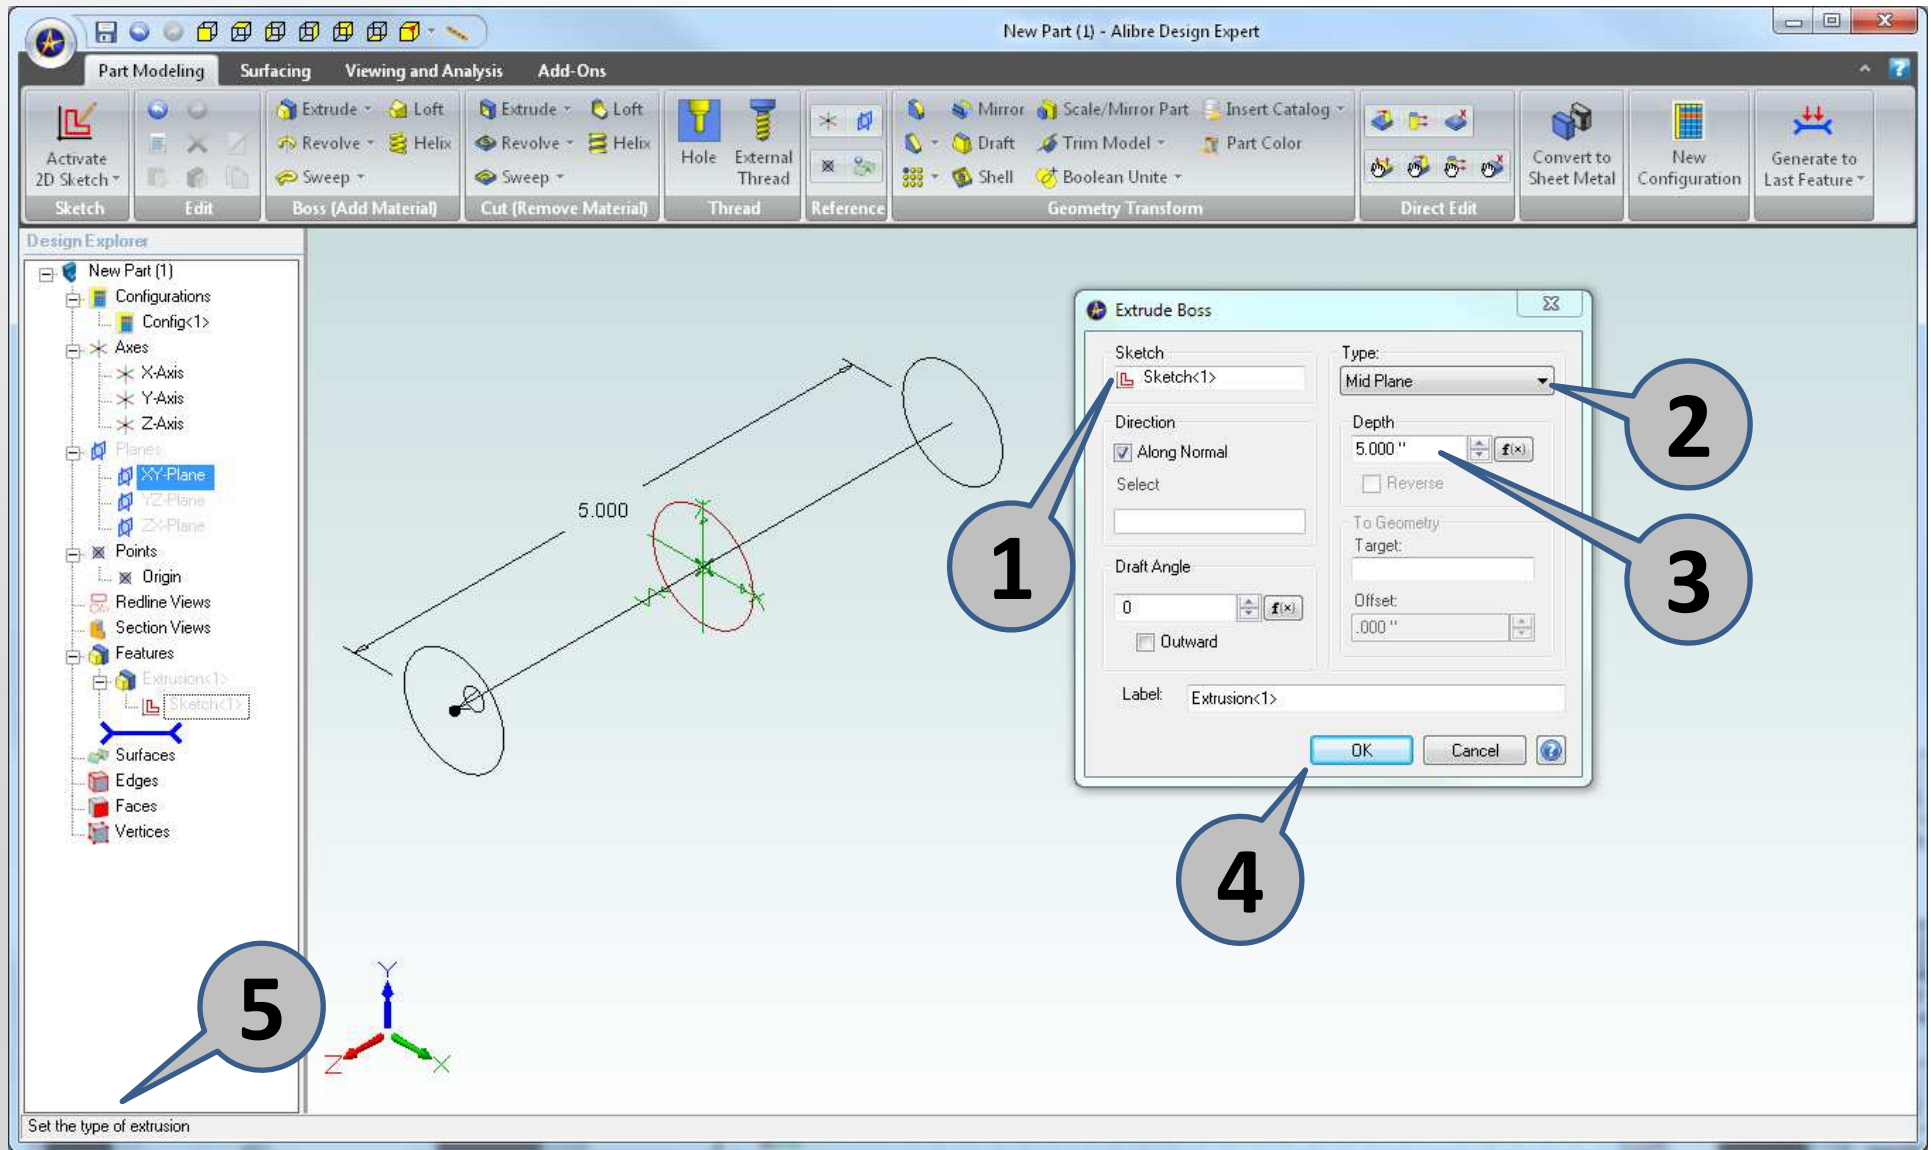 New Part (1) - Alibre Design Expert
Part Modeling Surfacing Viewing and Analysis Add-Ons
Activate
2D Sketch
Sketch
Edit
Extrude Loft
Revolve Helix
Sweep
Boss (Add Material)
Extrude Loft
Revolve Helix
Sweep
Cut (Remove Material)
Hole
External
Thread
Thread
Reference
Mirror Scale/Mirror Part Insert Catalog
Draft Trim Model Part Color
Shell Boolean Unite
Geometry Transform
Direct Edit
Convert to
Sheet Metal
New
Configuration
Generate to
Last Feature
Design Explorer
New Part (1)
Configurations
Config<1>
Axes
X-Axis
Y-Axis
Z-Axis
Planes
XY-Plane
YZ-Plane
ZX-Plane
Points
Origin
Redline Views
Section Views
Features
Extrusion<1>
Sketch<1>
Surfaces
Edges
Faces
Vertices
5.000
Y
Z
X
Extrude Boss
Sketch
Sketch<1>
Direction
Along Normal
Select
Draft Angle
0
f(x)
Outward
Type:
Mid Plane
Depth
5.000 "
f(x)
Reverse
To Geometry
Target:
Offset:
.000 "
Label: Extrusion<1>
OK Cancel
1
2
3
4
5
Set the type of extrusion